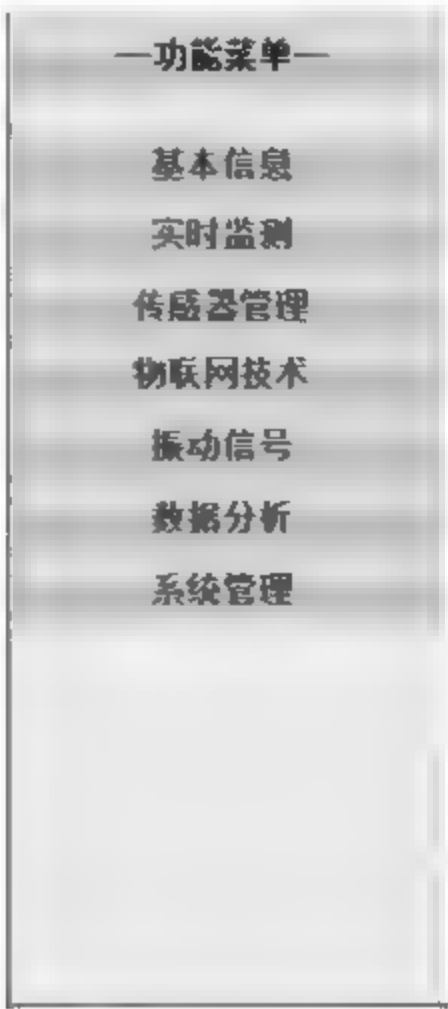 —功能菜单—
基本信息
实时监测
传感器管理
物联网技术
振动信号
数据分析
系统管理